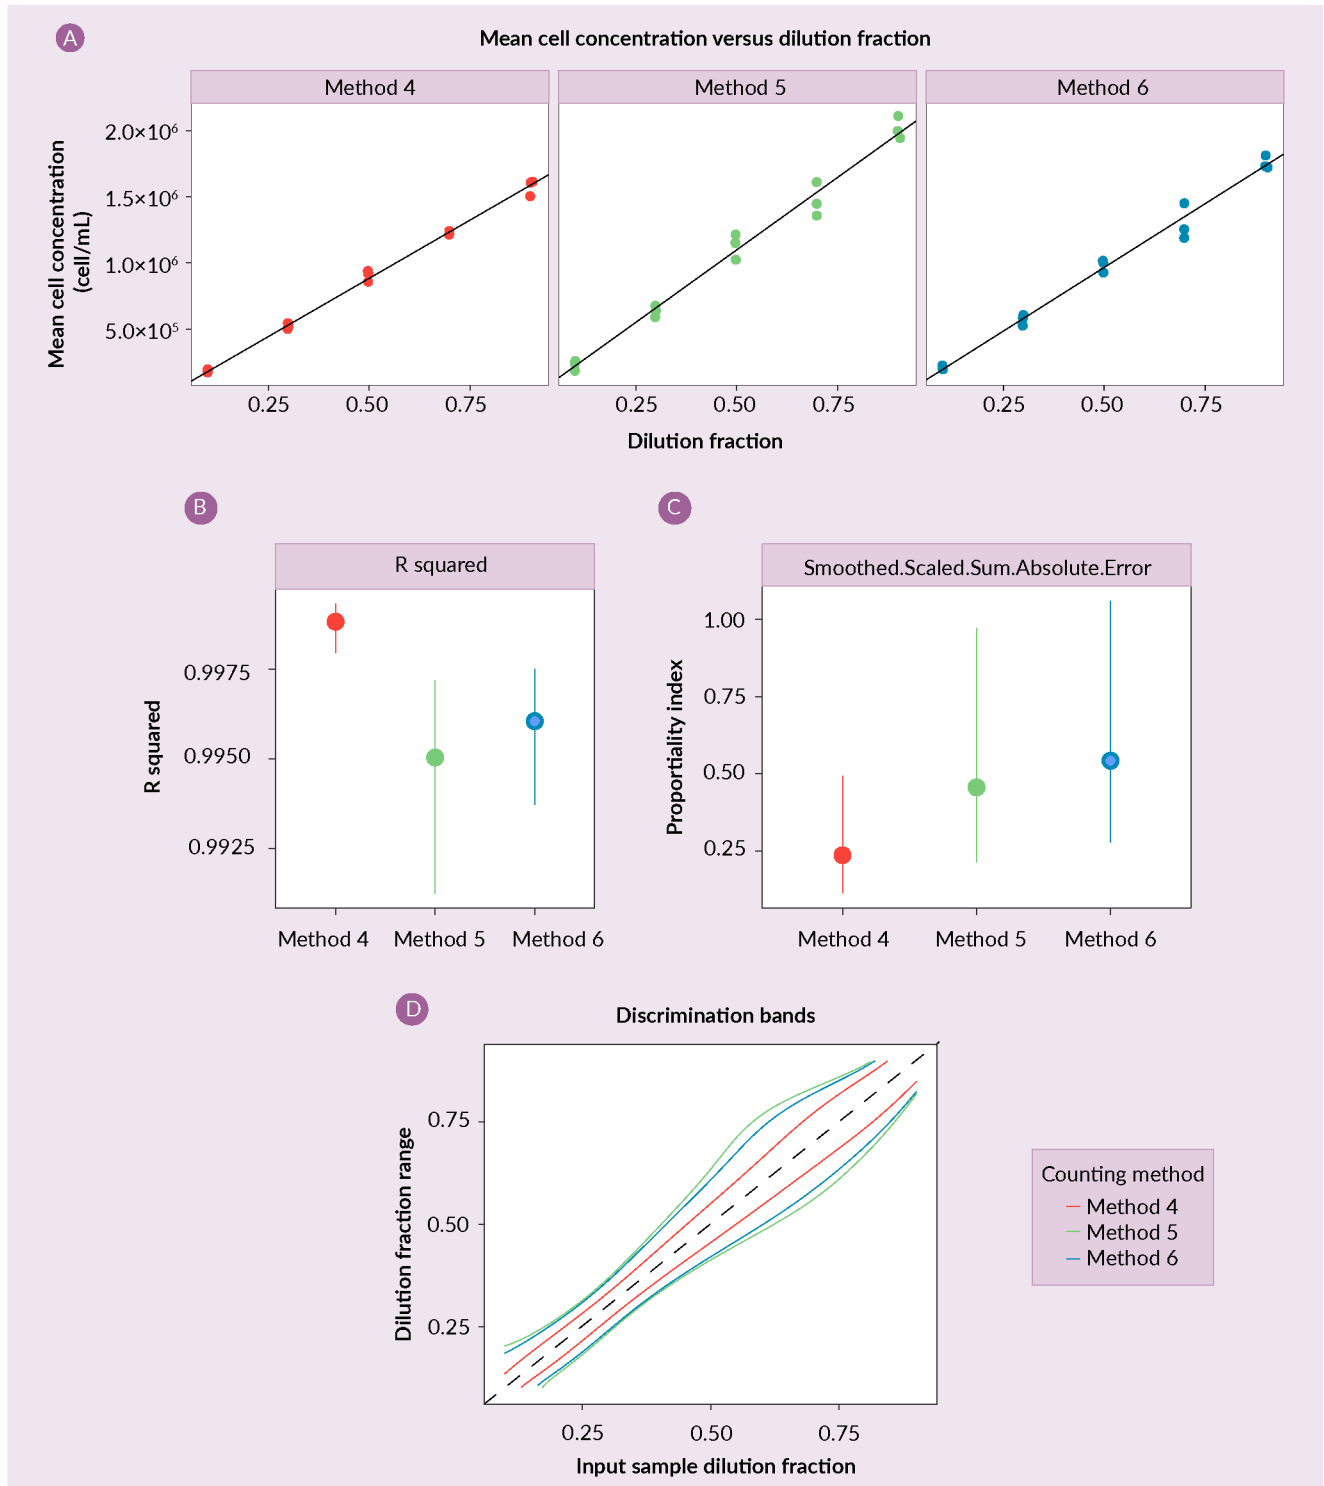 A
Mean cell concentration versus dilution fraction
Method 4
Method 5
Method 6
Mean cell concentration
(cell/mL)
2.0×10⁶
1.5×10⁶
1.0×10⁶
5.0×10⁵
0.25 0.50 0.75
0.25 0.50 0.75
0.25 0.50 0.75
Dilution fraction
B
R squared
R squared
0.9975
0.9950
0.9925
Method 4 Method 5 Method 6
C
Smoothed.Scaled.Sum.Absolute.Error
Proportiality index
1.00
0.75
0.50
0.25
Method 4 Method 5 Method 6
D
Discrimination bands
Dilution fraction range
0.75
0.50
0.25
0.25 0.50 0.75
Input sample dilution fraction
Counting method
Method 4
Method 5
Method 6